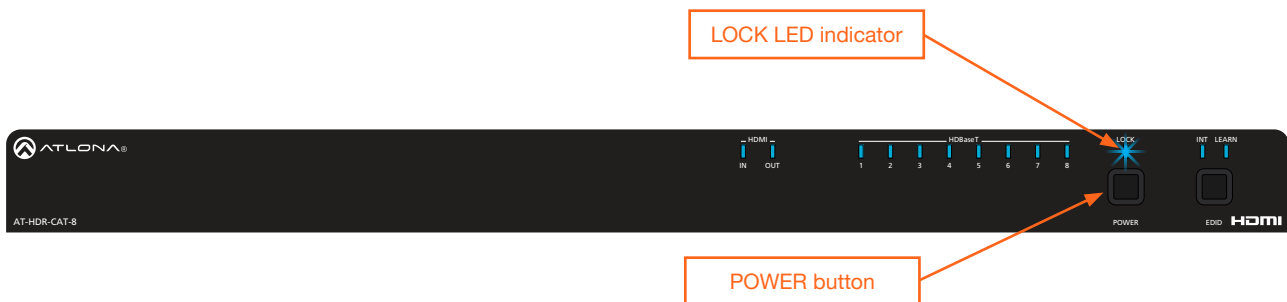 LOCK LED indicator
ATLONA®
HDMI
IN OUT
HDBaseT
1 2 3 4 5 6 7 8
LOCK
INT LEARN
AT-HDR-CAT-8
POWER
EDID HDMI
POWER button